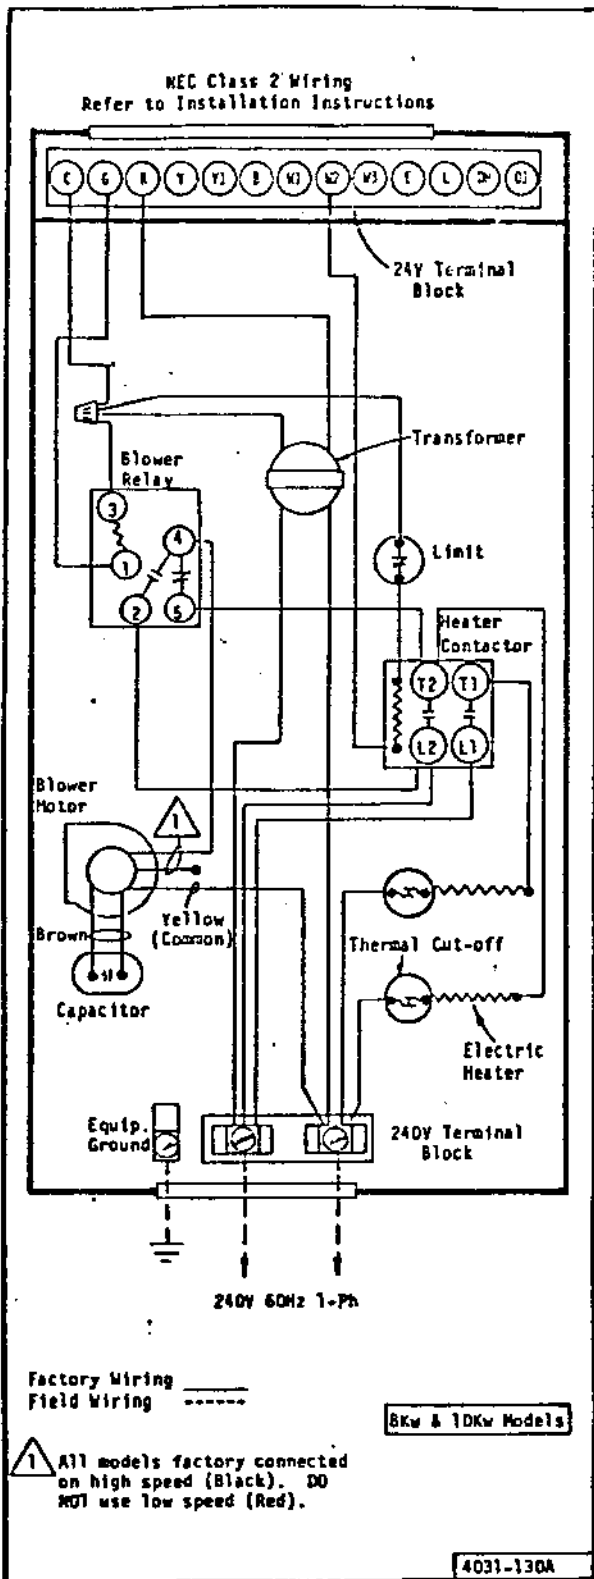 NEC Class 2 Wiring
Refer to Installation Instructions
C G R Y Y1 B W1 W2 W3 E L
24V Terminal
Block
Transformer
Blower
Relay
3
4
1
2 5
Limit
Heater
Contactor
T2 T1
L2 L1
Blower
Motor
1
Yellow
(Common)
Brown
Capacitor
Thermal Cut-off
Electric
Heater
Equip.
Ground
240V Terminal
Block
240V 60Hz 1-Ph
Factory Wiring
Field Wiring
8Kw & 10Kw Models
1 All models factory connected
on high speed (Black). DO
NOT use low speed (Red).
4031-130A